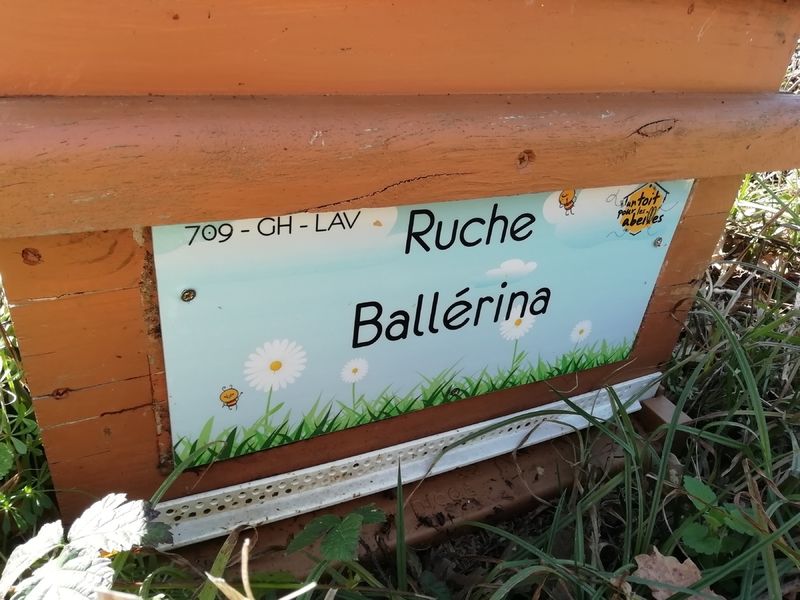 709 - GH - LAV
Ruche
Ballérina
Un toit
pour les
abeilles